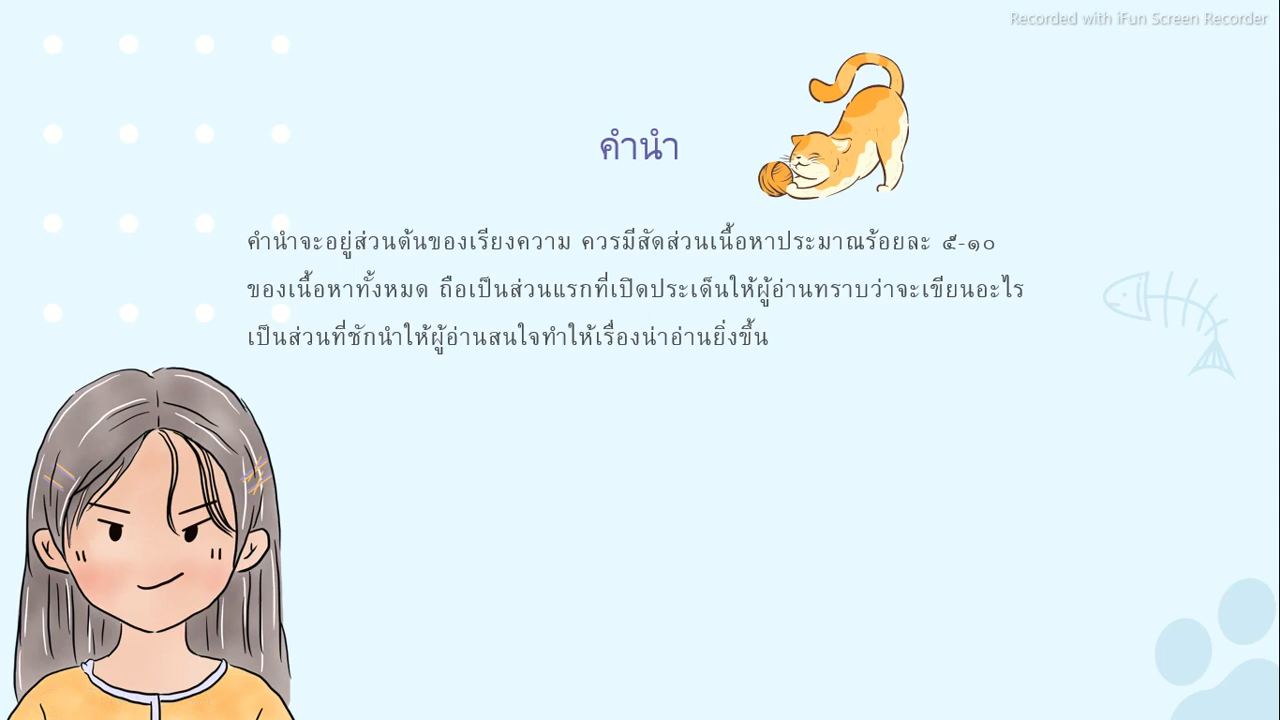 Recorded with iFun Screen Recorder
คำนำ
คำนำจะอยู่ส่วนต้นของเรียงความ ควรมีสัดส่วนเนื้อหาประมาณร้อยละ ๕-๑๐
ของเนื้อหาทั้งหมด ถือเป็นส่วนแรกที่เปิดประเด็นให้ผู้อ่านทราบว่าจะเขียนอะไร
เป็นส่วนที่ชักนำให้ผู้อ่านสนใจทำให้เรื่องน่าอ่านยิ่งขึ้น